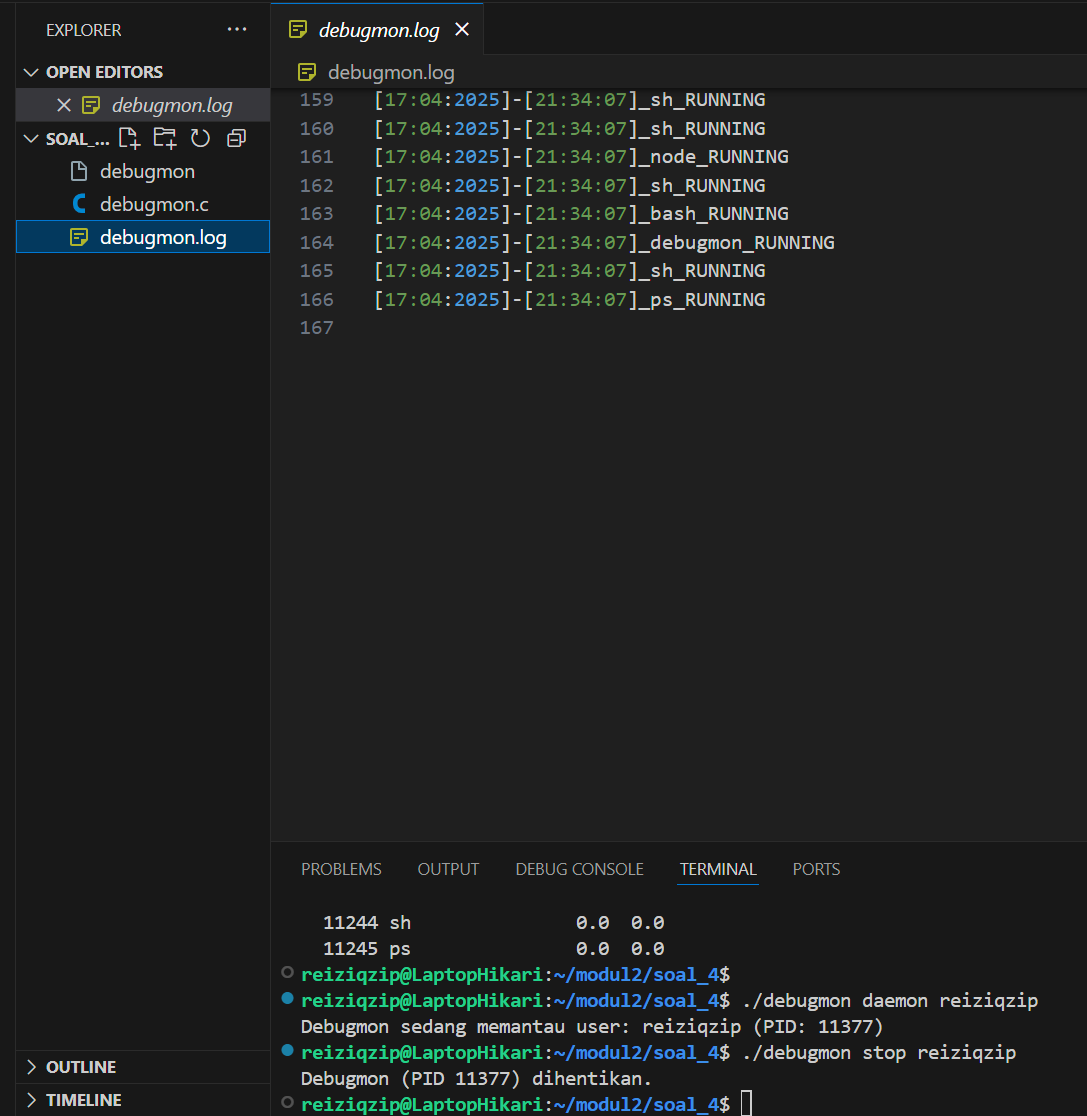 EXPLORER
OPEN EDITORS
debugmon.log
SOAL_...
debugmon
debugmon.c
debugmon.log
OUTLINE
TIMELINE
debugmon.log
debugmon.log
159 [17:04:2025]-[21:34:07]_sh_RUNNING
160 [17:04:2025]-[21:34:07]_sh_RUNNING
161 [17:04:2025]-[21:34:07]_node_RUNNING
162 [17:04:2025]-[21:34:07]_sh_RUNNING
163 [17:04:2025]-[21:34:07]_bash_RUNNING
164 [17:04:2025]-[21:34:07]_debugmon_RUNNING
165 [17:04:2025]-[21:34:07]_sh_RUNNING
166 [17:04:2025]-[21:34:07]_ps_RUNNING
167
PROBLEMS OUTPUT DEBUG CONSOLE TERMINAL PORTS
11244 sh 0.0 0.0
11245 ps 0.0 0.0
reiziqzip@LaptopHikari:~/modul2/soal_4$
reiziqzip@LaptopHikari:~/modul2/soal_4$ ./debugmon daemon reiziqzip
Debugmon sedang memantau user: reiziqzip (PID: 11377)
reiziqzip@LaptopHikari:~/modul2/soal_4$ ./debugmon stop reiziqzip
Debugmon (PID 11377) dihentikan.
reiziqzip@LaptopHikari:~/modul2/soal_4$